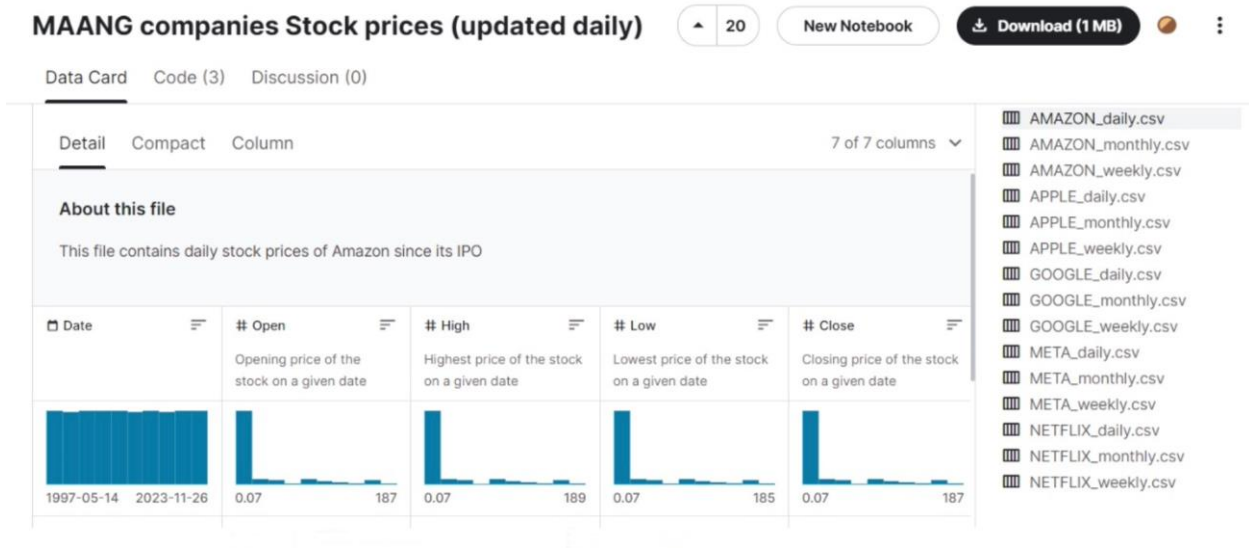 MAANG companies Stock prices (updated daily)
20
New Notebook
Download (1 MB)
Data Card Code (3) Discussion (0)
Detail Compact Column
7 of 7 columns
About this file
This file contains daily stock prices of Amazon since its IPO
Date
# Open
# High
# Low
# Close
Opening price of the
stock on a given date
Highest price of the stock
on a given date
Lowest price of the stock
on a given date
Closing price of the stock
on a given date
1997-05-14 2023-11-26
0.07 187
0.07 189
0.07 185
0.07 187
AMAZON_daily.csv
AMAZON_monthly.csv
AMAZON_weekly.csv
APPLE_daily.csv
APPLE_monthly.csv
APPLE_weekly.csv
GOOGLE_daily.csv
GOOGLE_monthly.csv
GOOGLE_weekly.csv
META_daily.csv
META_monthly.csv
META_weekly.csv
NETFLIX_daily.csv
NETFLIX_monthly.csv
NETFLIX_weekly.csv